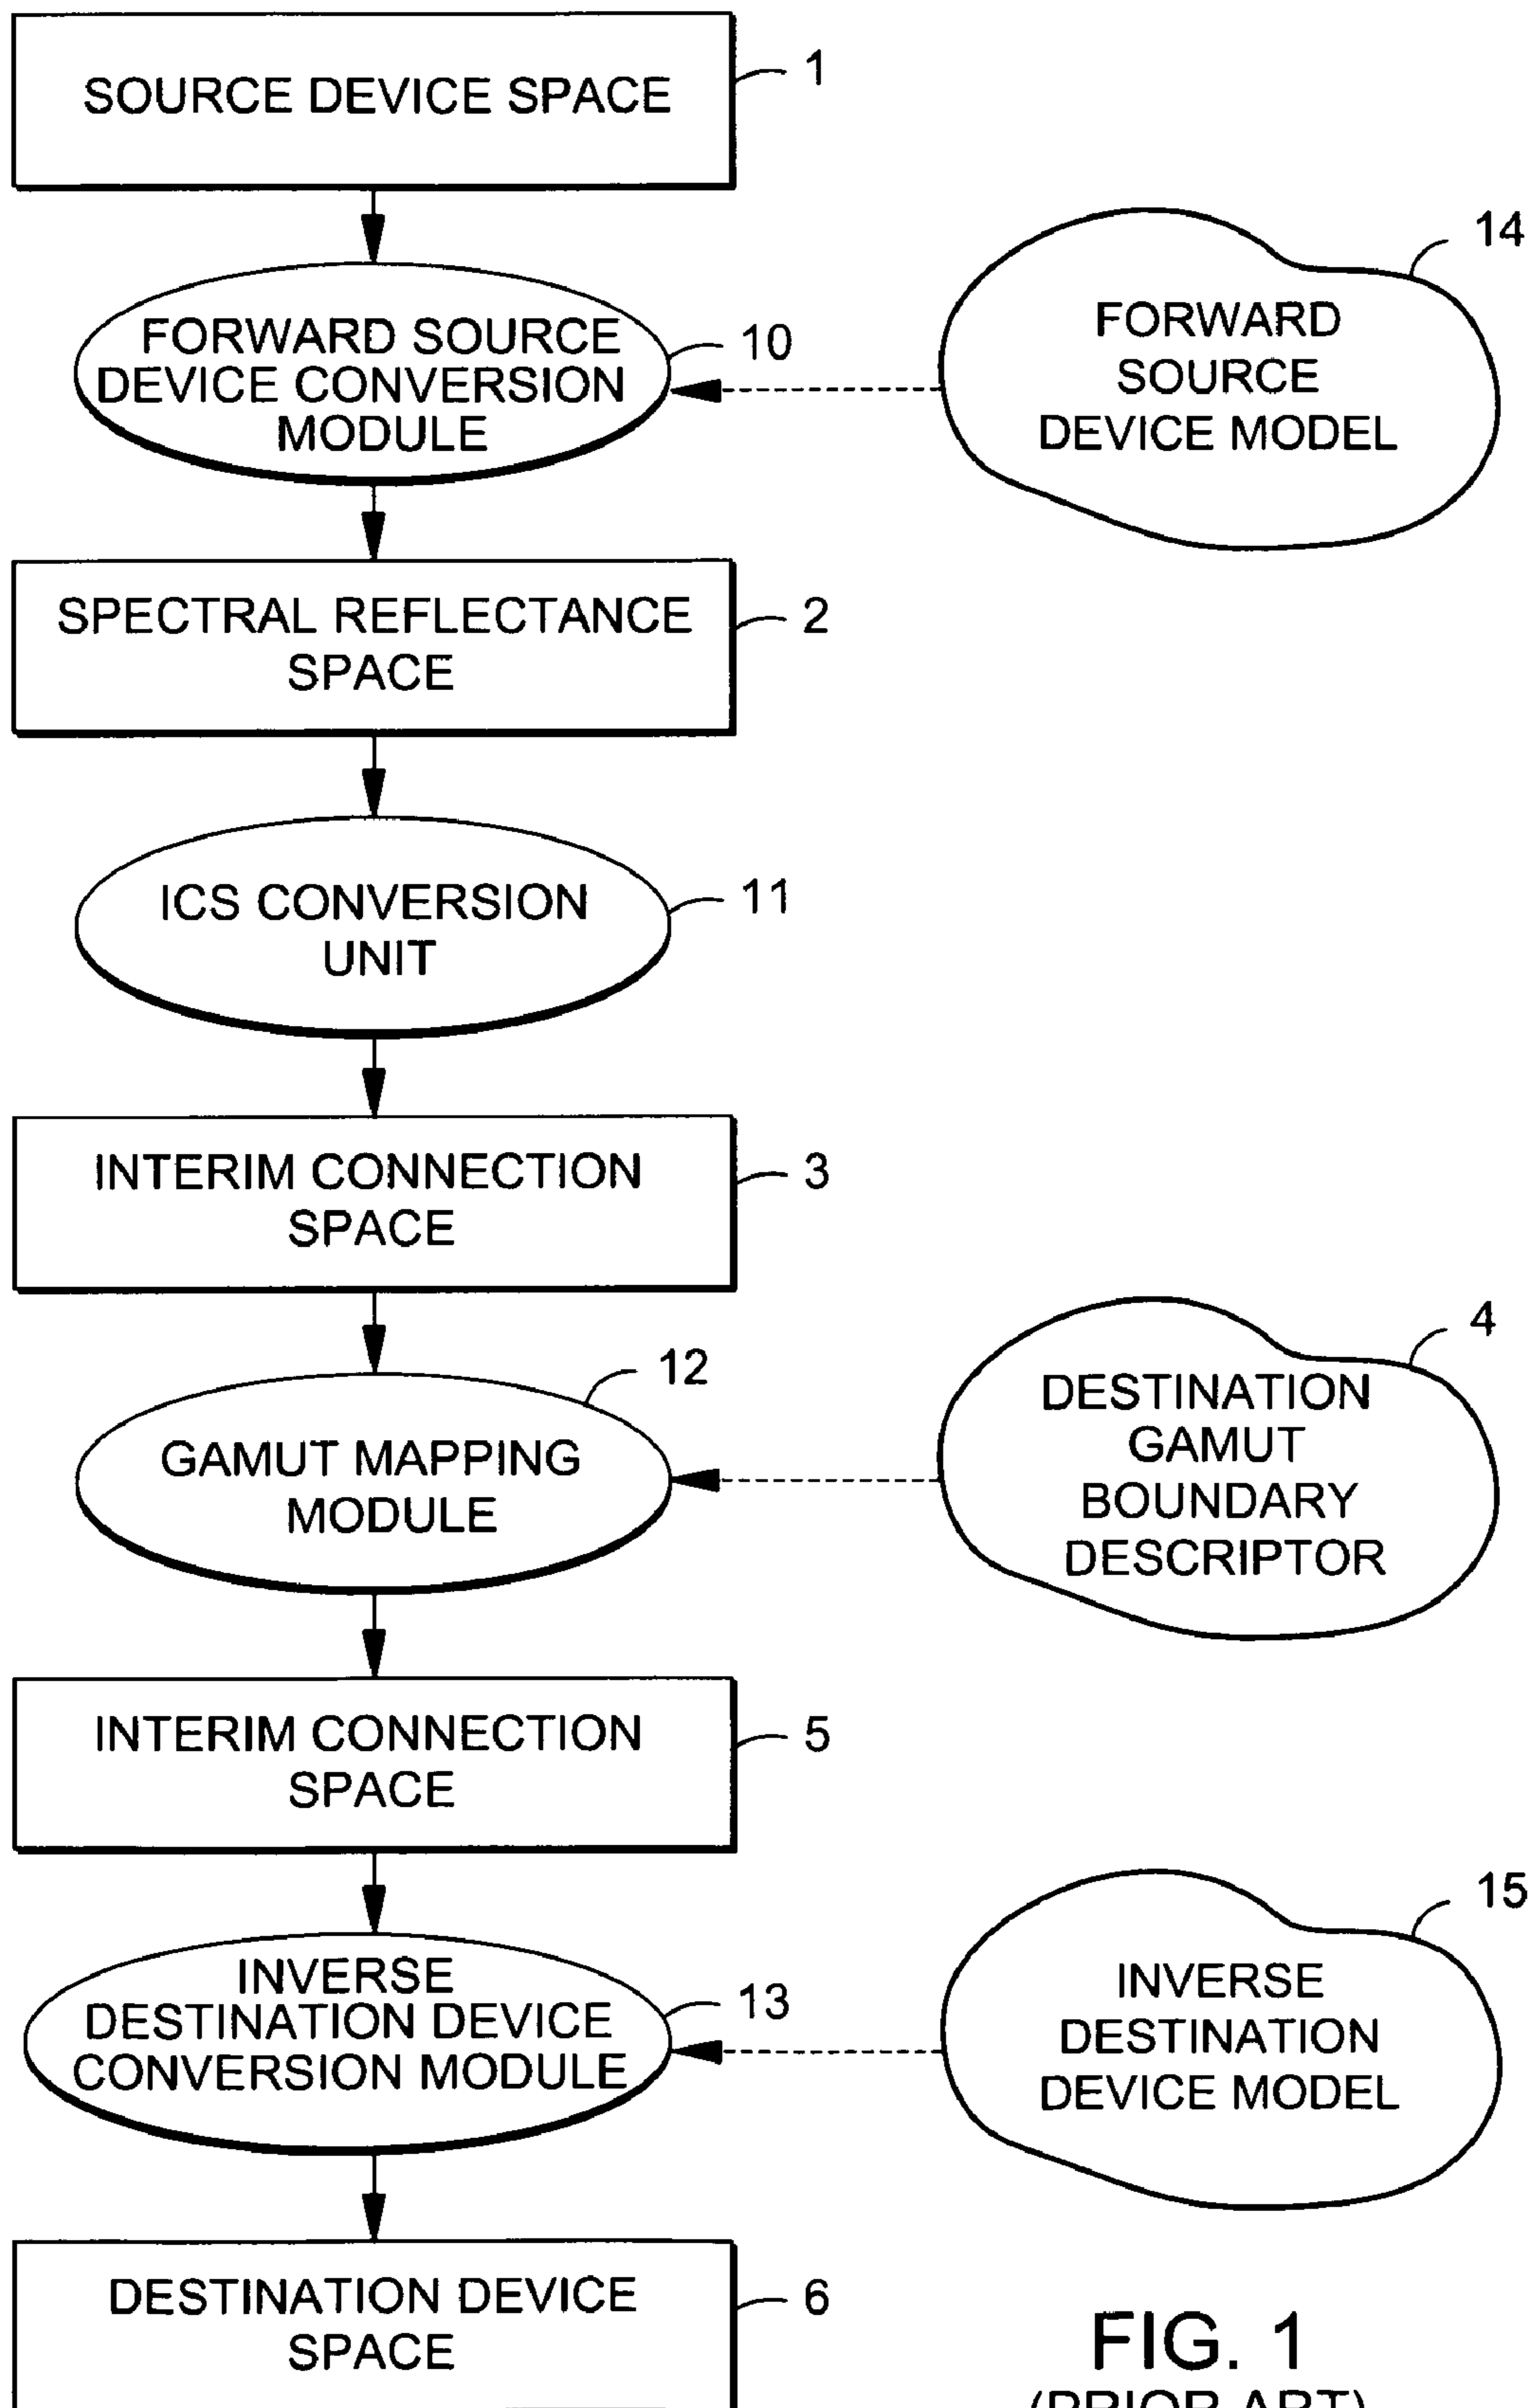 SOURCE DEVICE SPACE
1
FORWARD SOURCE
DEVICE CONVERSION
MODULE
10
FORWARD
SOURCE
DEVICE MODEL
14
SPECTRAL REFLECTANCE
SPACE
2
ICS CONVERSION
UNIT
11
INTERIM CONNECTION
SPACE
3
GAMUT MAPPING
MODULE
12
DESTINATION
GAMUT
BOUNDARY
DESCRIPTOR
4
INTERIM CONNECTION
SPACE
5
INVERSE
DESTINATION DEVICE
CONVERSION MODULE
13
INVERSE
DESTINATION
DEVICE MODEL
15
DESTINATION DEVICE
SPACE
6
FIG. 1
(PRIOR ART)